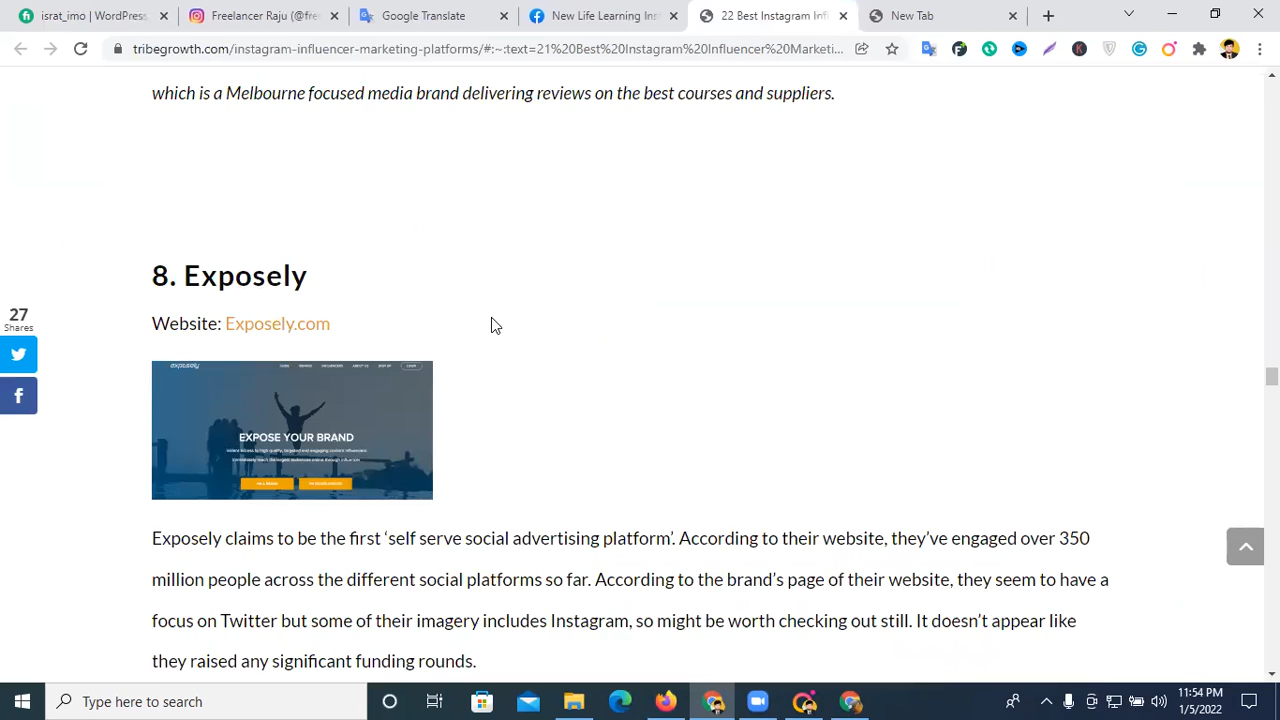 israt_imo | WordPress
Freelancer Raju (@fre
Google Translate
New Life Learning Inst
22 Best Instagram Infl
New Tab
tribegrowth.com/instagram-influencer-marketing-platforms/#:~:text=21%20Best%20Instagram%20Influencer%20Marketi...
which is a Melbourne focused media brand delivering reviews on the best courses and suppliers.
8. Exposely
Website: Exposely.com
27
Shares
exposely
EXPOSE YOUR BRAND
Exposely claims to be the first ‘self serve social advertising platform’. According to their website, they’ve engaged over 350
million people across the different social platforms so far. According to the brand’s page of their website, they seem to have a
focus on Twitter but some of their imagery includes Instagram, so might be worth checking out still. It doesn’t appear like
they raised any significant funding rounds.
Type here to search
11:54 PM
1/5/2022